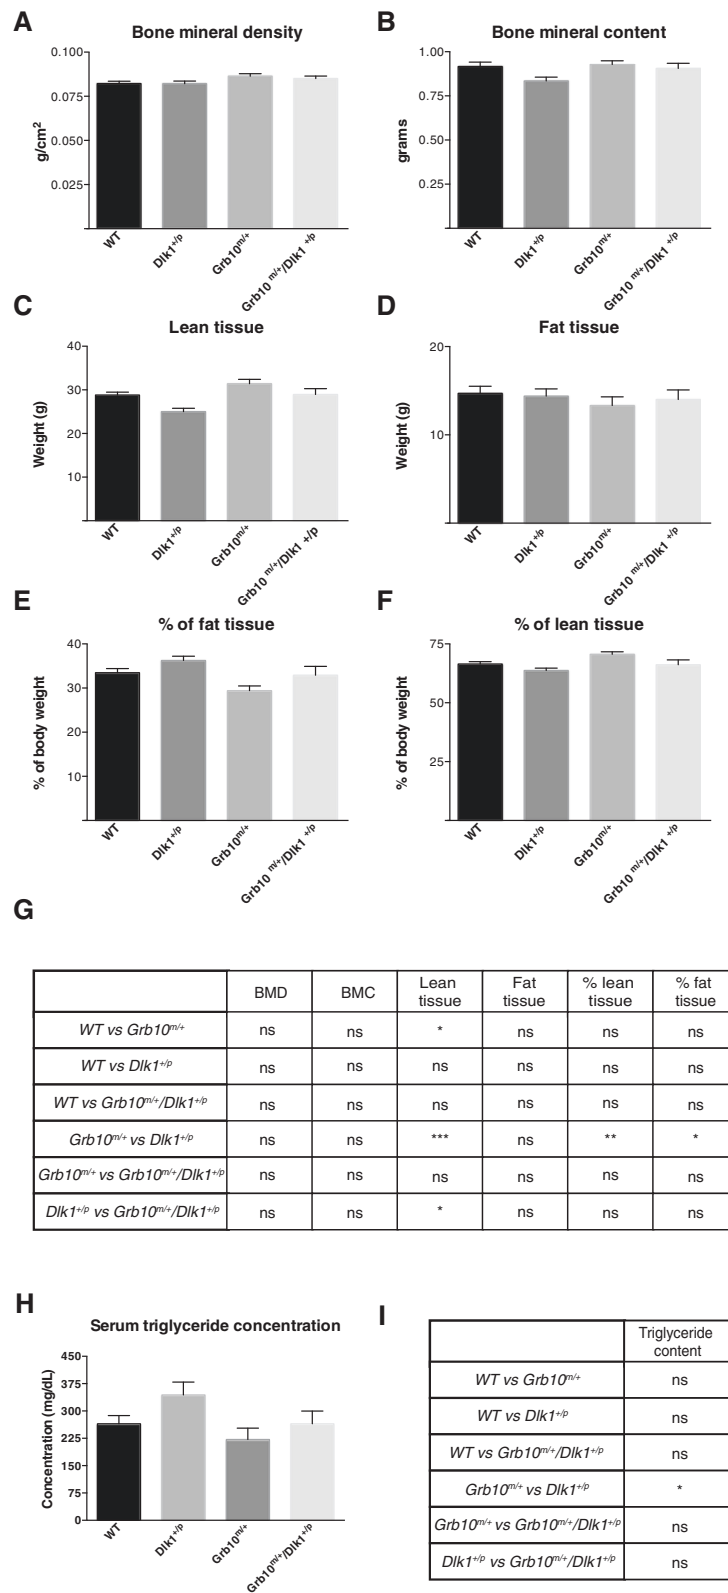 A
Bone mineral density
0.100
0.075
0.050
0.025
g/cm²
WT
Dlk1+/p
Grb10m/+
Grb10 m/+/Dlk1 +/p
B
Bone mineral content
1.00
0.75
0.50
0.25
grams
WT
Dlk1+/p
Grb10m/+
Grb10 m/+/Dlk1 +/p
C
Lean tissue
40
30
20
10
Weight (g)
WT
Dlk1+/p
Grb10m/+
Grb10 m/+/Dlk1 +/p
D
Fat tissue
20
10
Weight (g)
WT
Dlk1+/p
Grb10m/+
Grb10 m/+/Dlk1 +/p
E
% of fat tissue
40
30
20
10
% of body weight
WT
Dlk1+/p
Grb10m/+
Grb10 m/+/Dlk1 +/p
F
% of lean tissue
75
50
25
% of body weight
WT
Dlk1+/p
Grb10m/+
Grb10 m/+/Dlk1 +/p
G
BMD BMC Lean tissue Fat tissue % lean tissue % fat tissue
WT vs Grb10m/+ ns ns * ns ns ns
WT vs Dlk1+/p ns ns ns ns ns ns
WT vs Grb10m/+/Dlk1+/p ns ns ns ns ns ns
Grb10m/+ vs Dlk1+/p ns ns *** ns ** *
Grb10m/+ vs Grb10m/+/Dlk1+/p ns ns ns ns ns ns
Dlk1+/p vs Grb10m/+/Dlk1+/p ns ns * ns ns ns
H
Serum triglyceride concentration
450
375
300
225
150
75
0
Concentration (mg/dL)
WT
Dlk1+/p
Grb10m/+
Grb10m/+/Dlk1+/p
I
Triglyceride content
WT vs Grb10m/+ ns
WT vs Dlk1+/p ns
WT vs Grb10m/+/Dlk1+/p ns
Grb10m/+ vs Dlk1+/p *
Grb10m/+ vs Grb10m/+/Dlk1+/p ns
Dlk1+/p vs Grb10m/+/Dlk1+/p ns